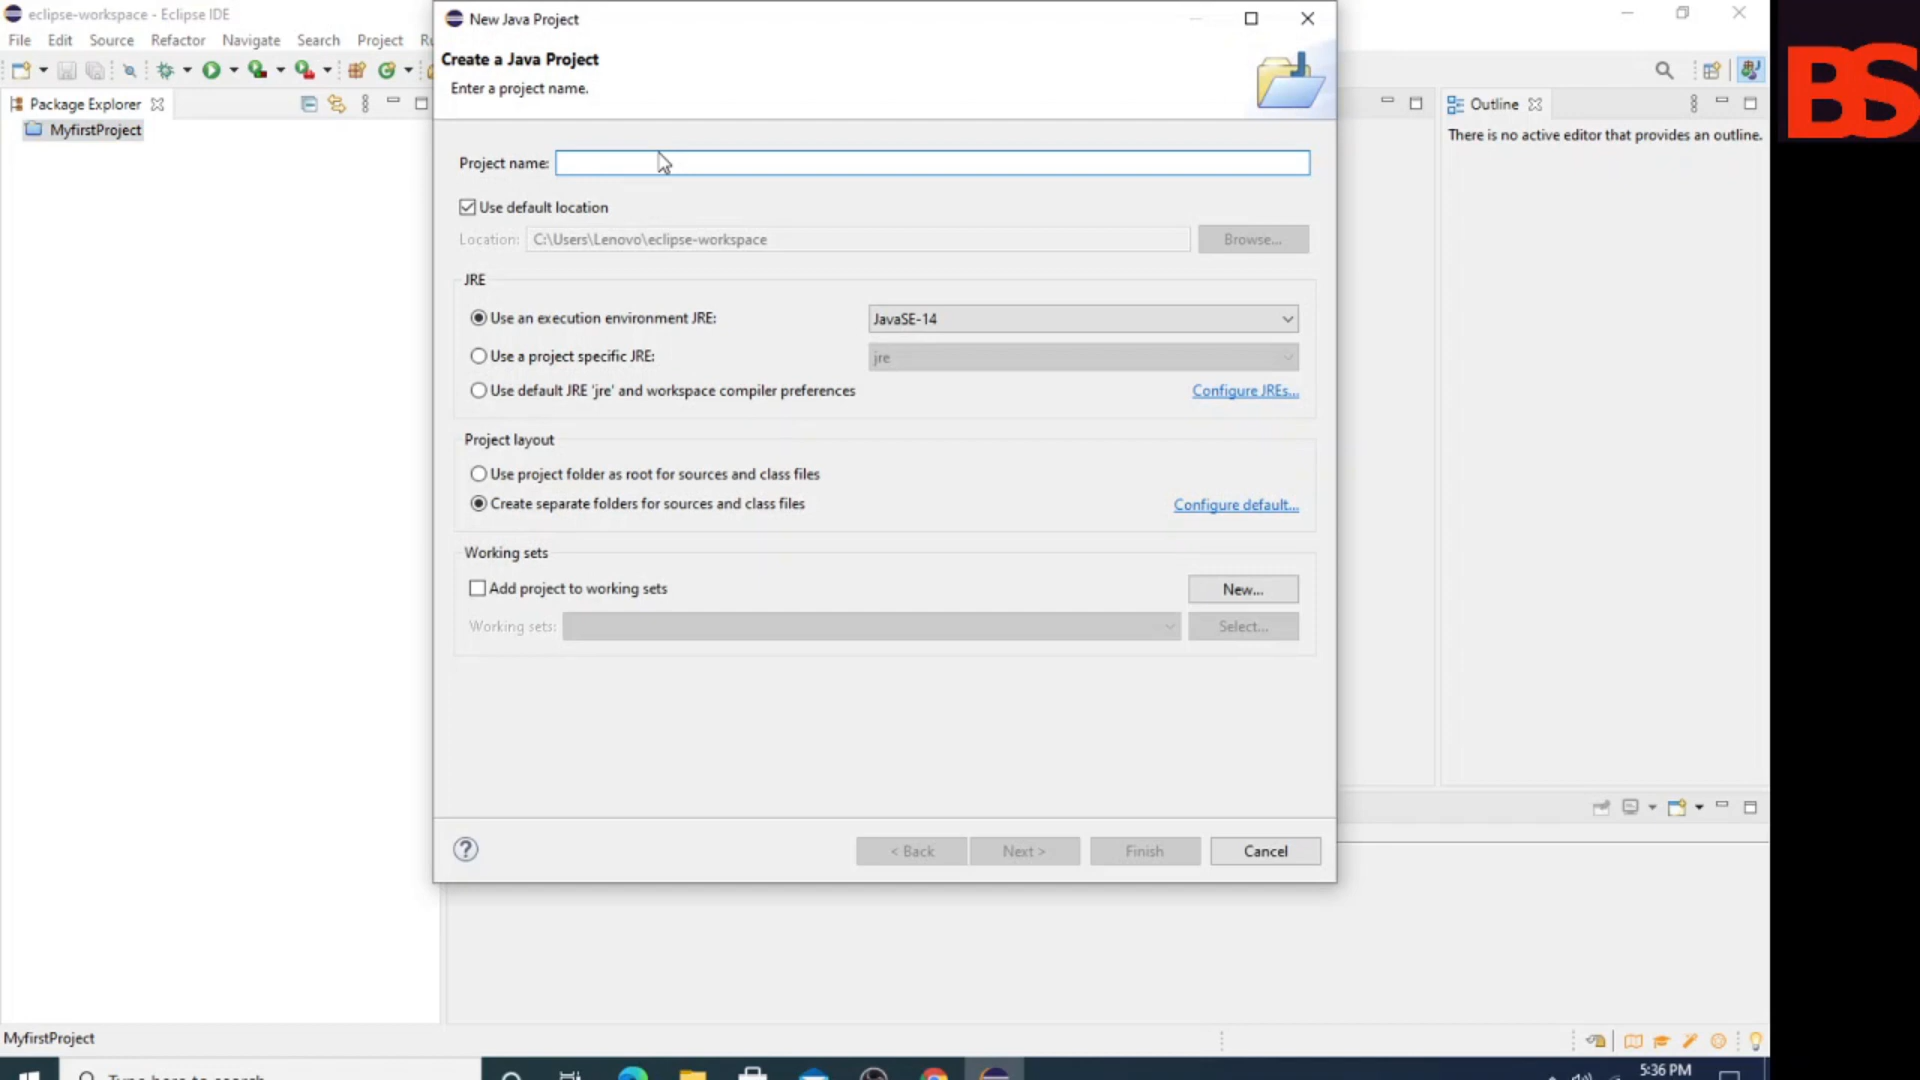 eclipse-workspace - Eclipse IDE
File Edit Source Refactor Navigate Search Project
Package Explorer
MyfirstProject
New Java Project
Create a Java Project
Enter a project name.
Project name:
Use default location
Location: C:\Users\Lenovo\eclipse-workspace Browse...
JRE
Use an execution environment JRE: JavaSE-14
Use a project specific JRE: jre
Use default JRE 'jre' and workspace compiler preferences Configure JREs...
Project layout
Use project folder as root for sources and class files
Create separate folders for sources and class files Configure default...
Working sets
Add project to working sets New...
Working sets: Select...
? < Back Next > Finish Cancel
Outline
There is no active editor that provides an outline.
BS
MyfirstProject
Type here to search
5:36 PM